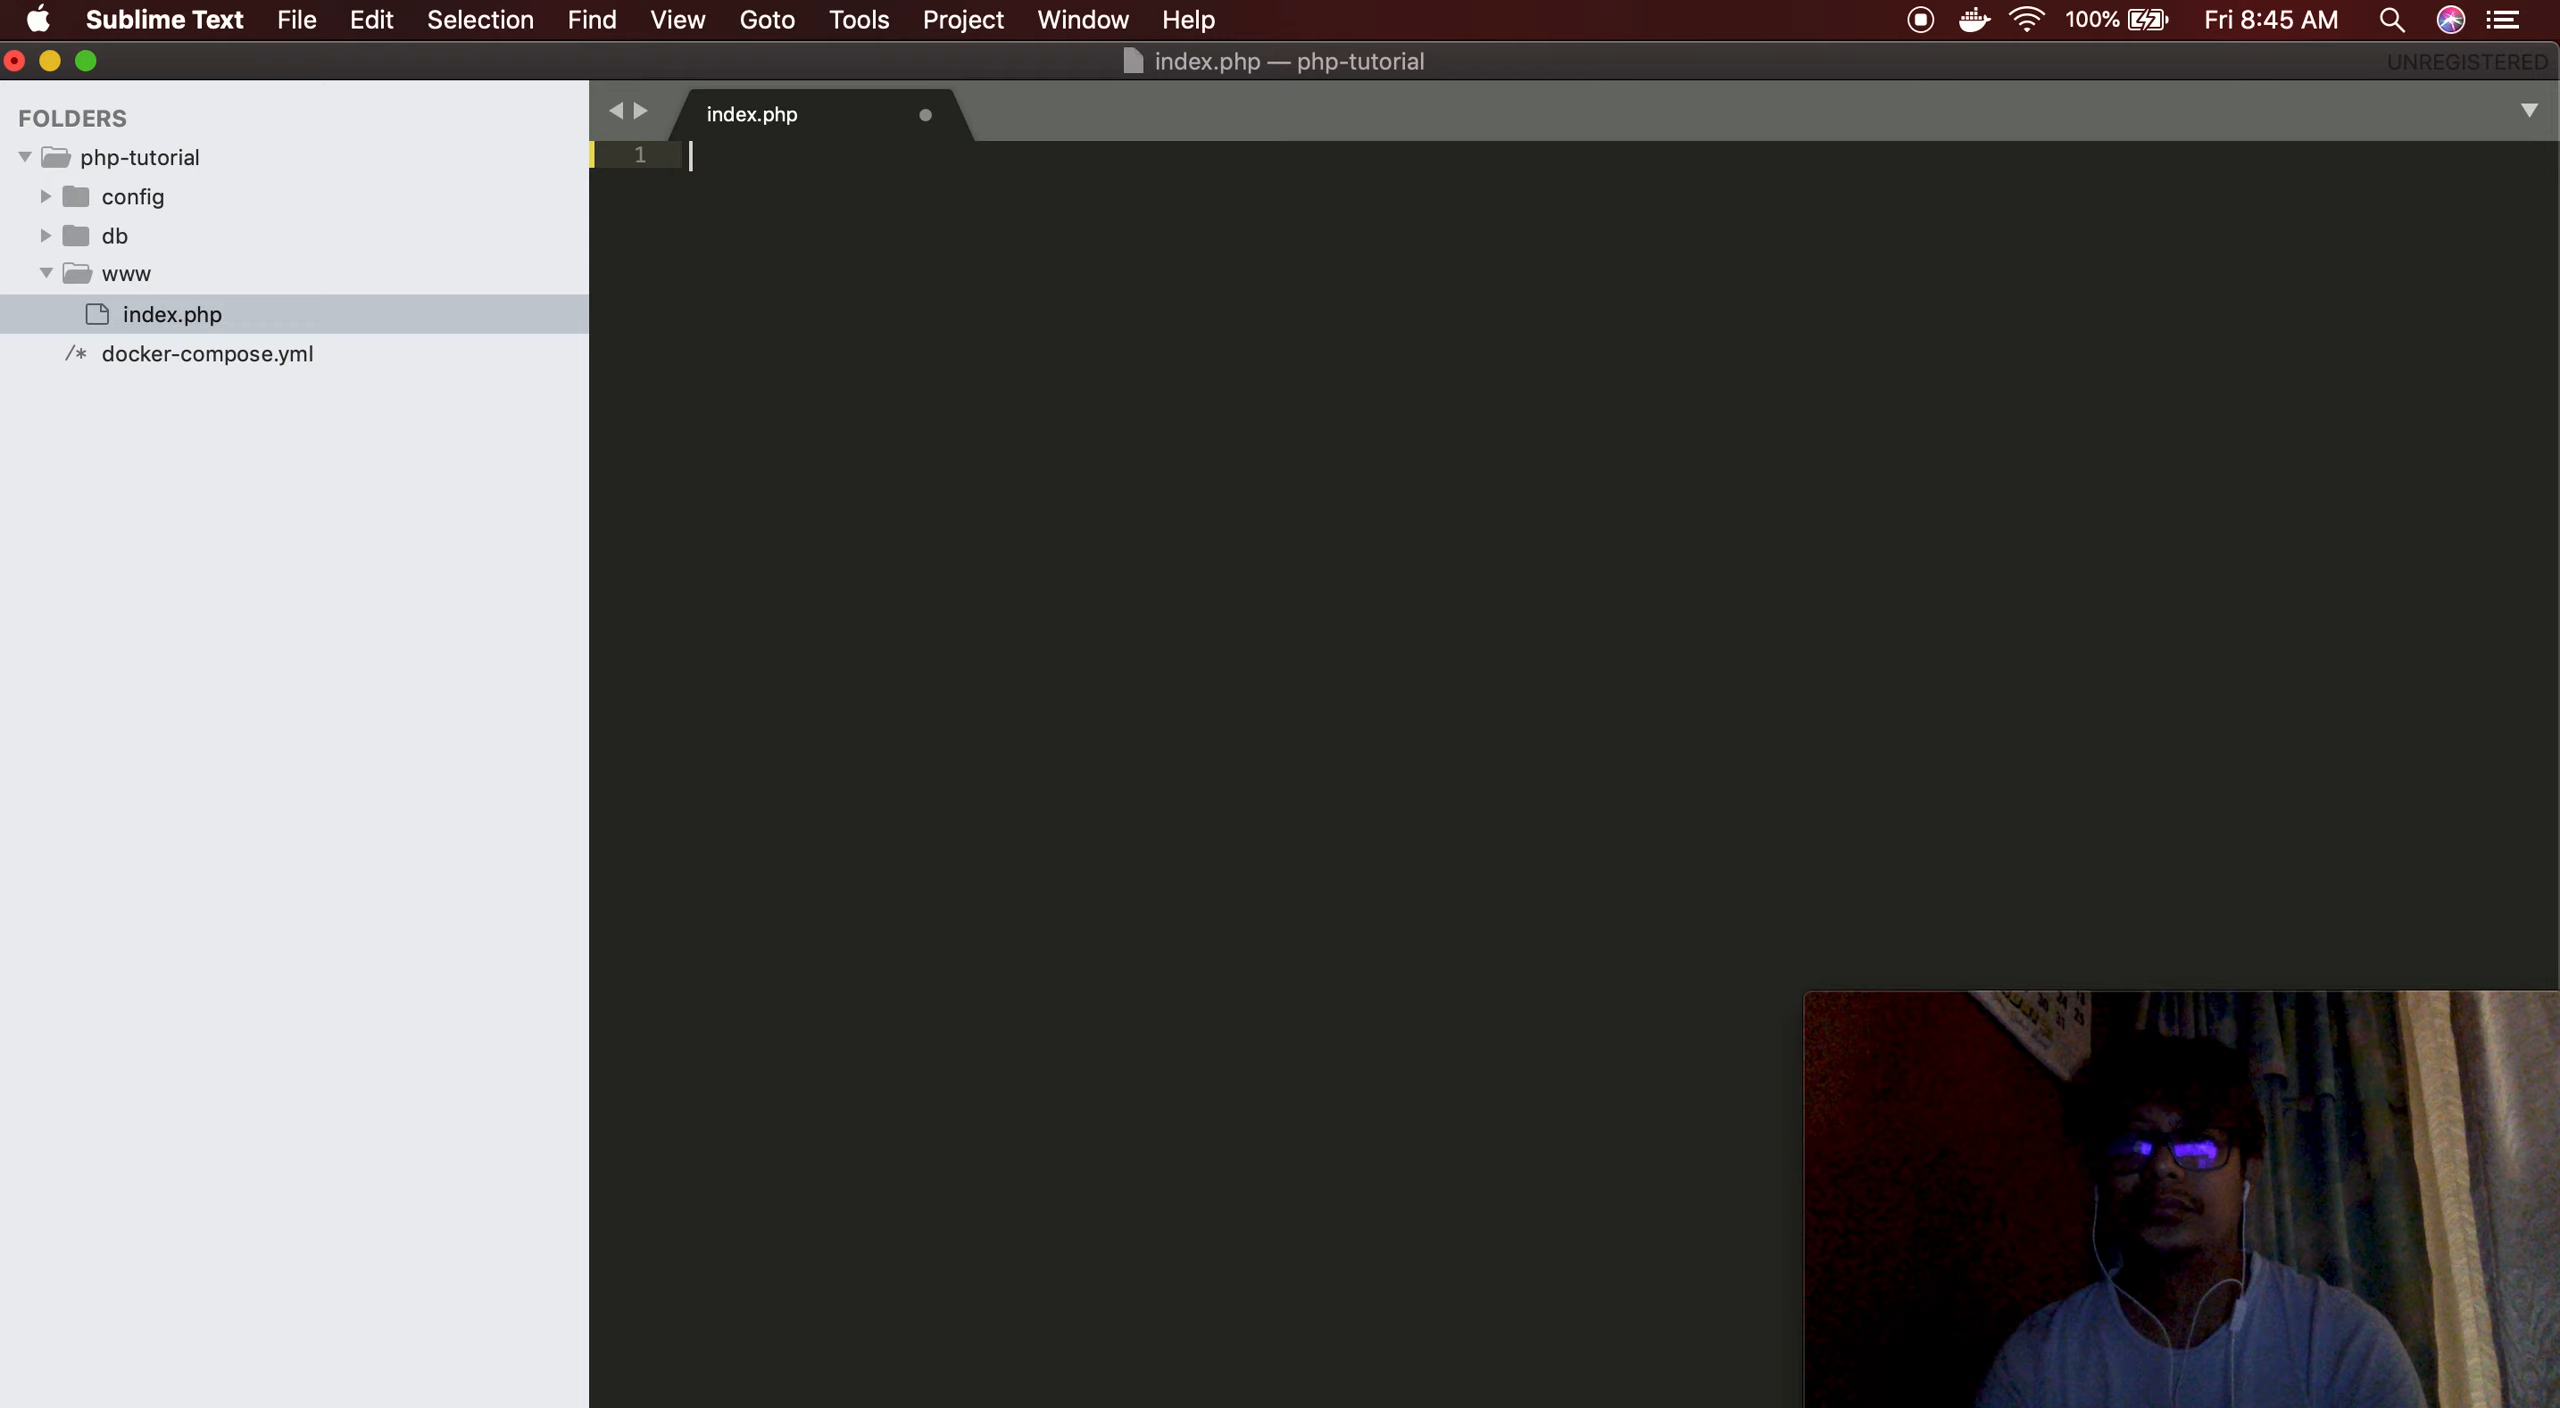 Sublime Text File Edit Selection Find View Goto Tools Project Window Help 100% Fri 8:45 AM
index.php — php-tutorial UNREGISTERED
FOLDERS
php-tutorial
config
db
www
index.php
/* docker-compose.yml
index.php
1